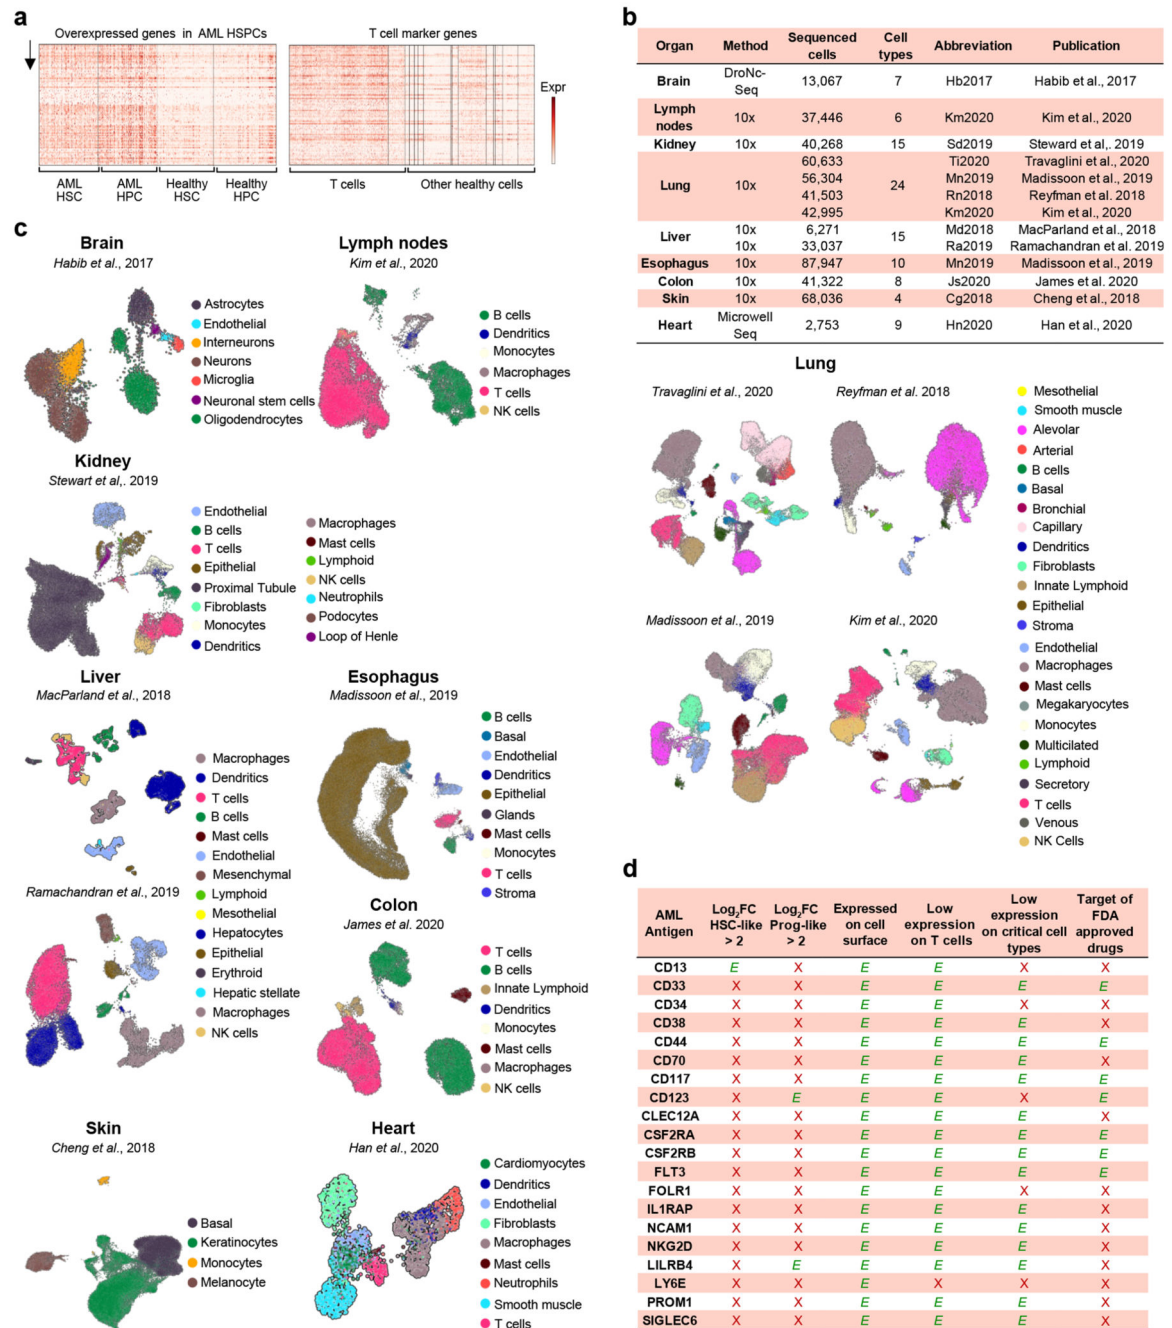 a
Overexpressed genes in AML HSPCs
T cell marker genes
Expr
AML HSC
AML HPC
Healthy HSC
Healthy HPC
T cells
Other healthy cells
b
Organ Method Sequenced cells Cell types Abbreviation Publication
Brain DroNc-Seq 13,067 7 Hb2017 Habib et al., 2017
Lymph nodes 10x 37,446 6 Km2020 Kim et al., 2020
Kidney 10x 40,268 15 Sd2019 Steward et,. 2019
Lung 10x 24
60,633 Ti2020 Travaglini et al., 2020
56,304 Mn2019 Madissoon et al., 2019
41,503 Rn2018 Reyfman et al. 2018
42,995 Km2020 Kim et al., 2020
Liver 15
10x 6,271 Md2018 MacParland et al., 2018
10x 33,037 Ra2019 Ramachandran et al. 2019
Esophagus 10x 87,947 10 Mn2019 Madissoon et al., 2019
Colon 10x 41,322 8 Js2020 James et al. 2020
Skin 10x 68,036 4 Cg2018 Cheng et al., 2018
Heart Microwell Seq 2,753 9 Hn2020 Han et al., 2020
c
Brain
Habib et al., 2017
Astrocytes
Endothelial
Interneurons
Neurons
Microglia
Neuronal stem cells
Oligodendrocytes
Lymph nodes
Kim et al., 2020
B cells
Dendritics
Monocytes
Macrophages
T cells
NK cells
Kidney
Stewart et,. 2019
Endothelial
B cells
T cells
Epithelial
Proximal Tubule
Fibroblasts
Monocytes
Dendritics
Macrophages
Mast cells
Lymphoid
NK cells
Neutrophils
Podocytes
Loop of Henle
Liver
MacParland et al., 2018
Ramachandran et al., 2019
Macrophages
Dendritics
T cells
B cells
Mast cells
Endothelial
Mesenchymal
Lymphoid
Mesothelial
Hepatocytes
Epithelial
Erythroid
Hepatic stellate
Macrophages
NK cells
Esophagus
Madissoon et al., 2019
B cells
Basal
Endothelial
Dendritics
Epithelial
Glands
Mast cells
Monocytes
T cells
Stroma
Colon
James et al. 2020
T cells
B cells
Innate Lymphoid
Dendritics
Monocytes
Mast cells
Macrophages
NK cells
Skin
Cheng et al., 2018
Basal
Keratinocytes
Monocytes
Melanocyte
Heart
Han et al., 2020
Cardiomyocytes
Dendritics
Endothelial
Fibroblasts
Macrophages
Mast cells
Neutrophils
Smooth muscle
T cells
Lung
Travaglini et al., 2020
Reyfman et al. 2018
Madissoon et al., 2019
Kim et al., 2020
Mesothelial
Smooth muscle
Alevolar
Arterial
B cells
Basal
Bronchial
Capillary
Dendritics
Fibroblasts
Innate Lymphoid
Epithelial
Stroma
Endothelial
Macrophages
Mast cells
Megakaryocytes
Monocytes
Multicilated
Lymphoid
Secretory
T cells
Venous
NK Cells
d
AML Antigen Log2FC HSC-like > 2 Log2FC Prog-like > 2 Expressed on cell surface Low expression on T cells Low expression on critical cell types Target of FDA approved drugs
CD13 E X E E X X
CD33 X X E E E E
CD34 X X E E X X
CD38 X X E E E X
CD44 X X E E E E
CD70 X X E E E X
CD117 X X E E E E
CD123 X E E E X E
CLEC12A X X E E E X
CSF2RA X X E E E E
CSF2RB X X E E E E
FLT3 X X E E E E
FOLR1 X X E E X X
IL1RAP X X E E E X
NCAM1 X X E E E X
NKG2D X X E E E X
LILRB4 X E E E E X
LY6E X X E X X X
PROM1 X X E E E X
SIGLEC6 X X E E E X